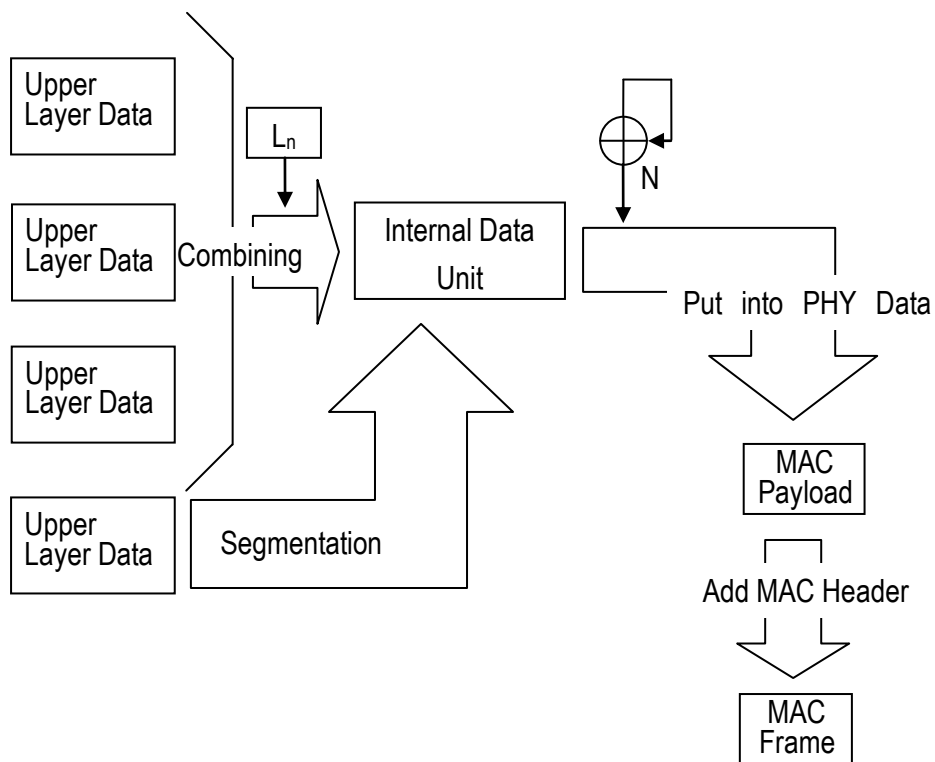 Upper
Layer Data
L
n
N
Upper
Layer Data
Combining
Internal Data
Unit
Put into PHY Data
Upper
Layer Data
MAC
Payload
Upper
Layer Data
Segmentation
Add MAC Header
MAC
Frame